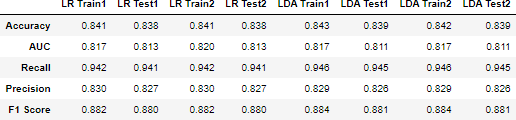 LR Train1 LR Test1 LR Train2 LR Test2 LDA Train1 LDA Test1 LDA Train2 LDA Test2
Accuracy 0.841 0.838 0.841 0.838 0.843 0.839 0.842 0.839
AUC 0.817 0.813 0.820 0.813 0.817 0.811 0.817 0.811
Recall 0.942 0.941 0.942 0.941 0.946 0.945 0.946 0.945
Precision 0.830 0.827 0.830 0.827 0.829 0.826 0.829 0.826
F1 Score 0.882 0.880 0.882 0.880 0.884 0.881 0.884 0.881